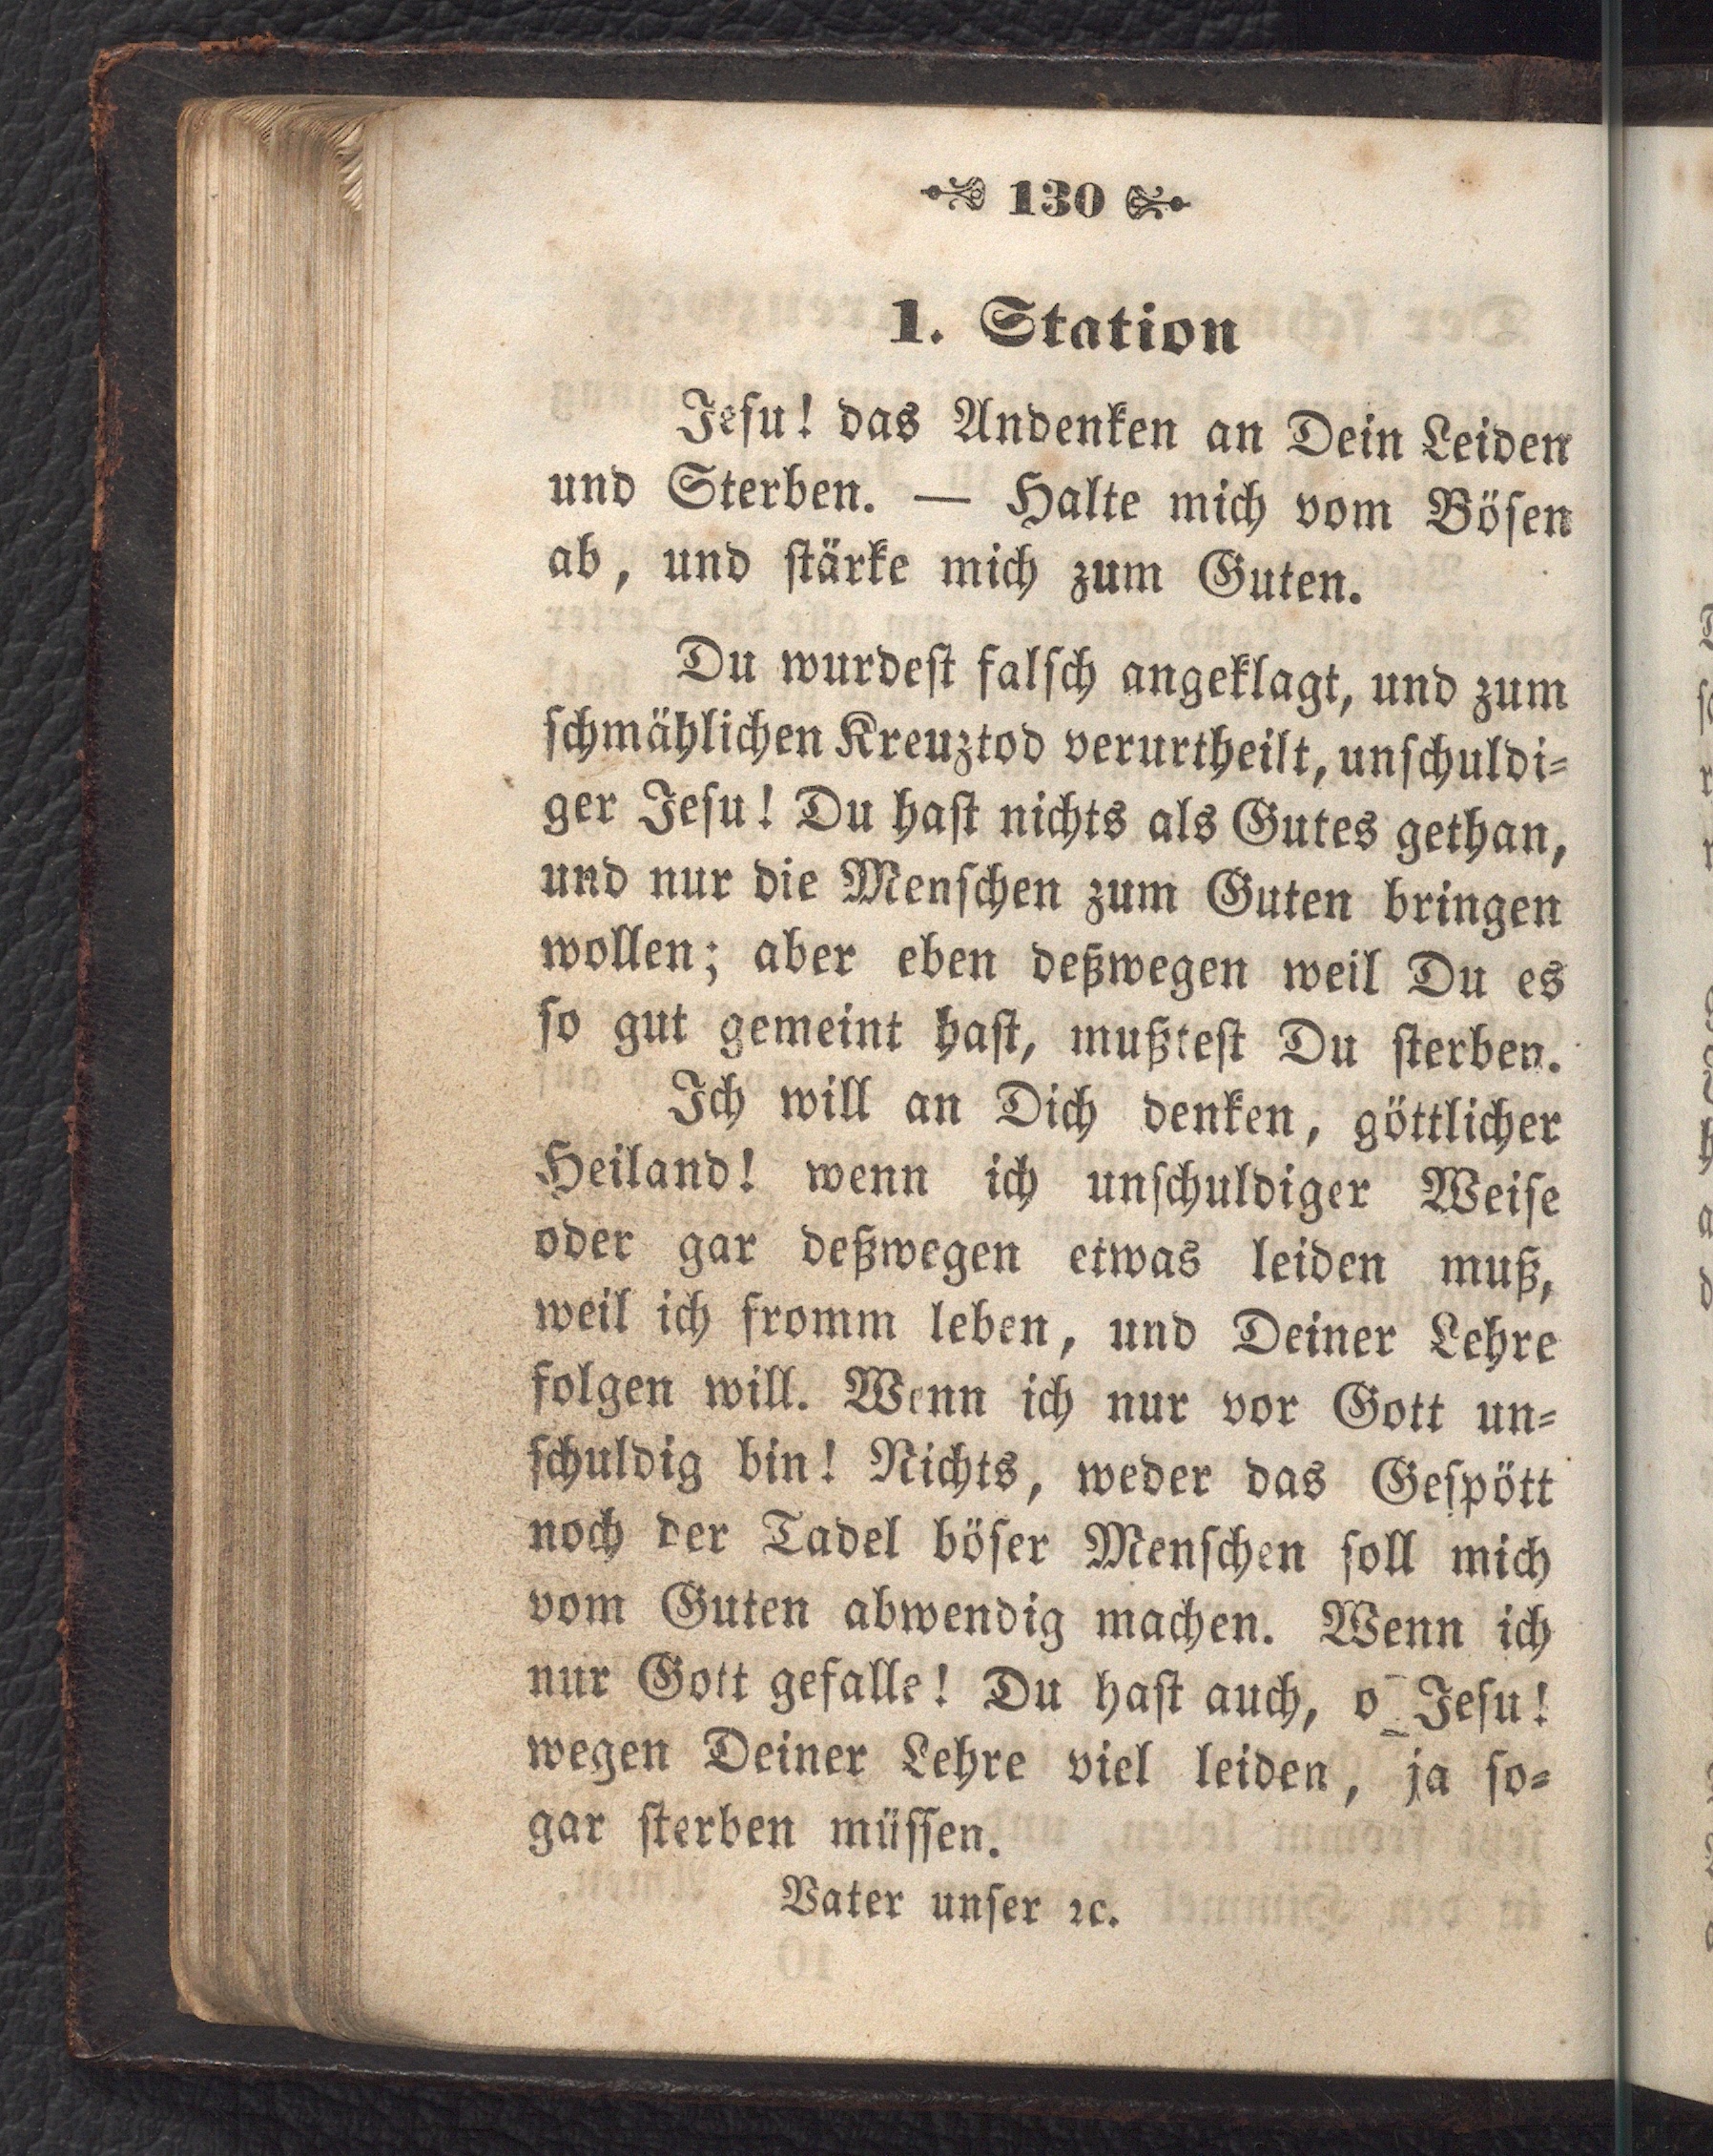 130
1. Station
Jesu! das Andenken an Dein Leiden
und Sterben. — Halte mich vom Bösen
ab, und stärke mich zum Guten.
Du wurdest falsch angeklagt, und zum
schmählichen Kreuztod verurtheilt, unschuldi-
ger Jesu! Du hast nichts als Gutes gethan,
und nur die Menschen zum Guten bringen
wollen; aber eben deßwegen weil Du es
so gut gemeint hast, mußtest Du sterben.
Ich will an Dich denken, göttlicher
Heiland! wenn ich unschuldiger Weise
oder gar deßwegen etwas leiden muß,
weil ich fromm leben, und Deiner Lehre
folgen will. Wenn ich nur vor Gott un-
schuldig bin! Nichts, weder das Gespött
noch der Tadel böser Menschen soll mich
vom Guten abwendig machen. Wenn ich
nur Gott gefalle! Du hast auch, o Jesu!
wegen Deiner Lehre viel leiden, ja so-
gar sterben müssen.
Vater unser ꝛc.